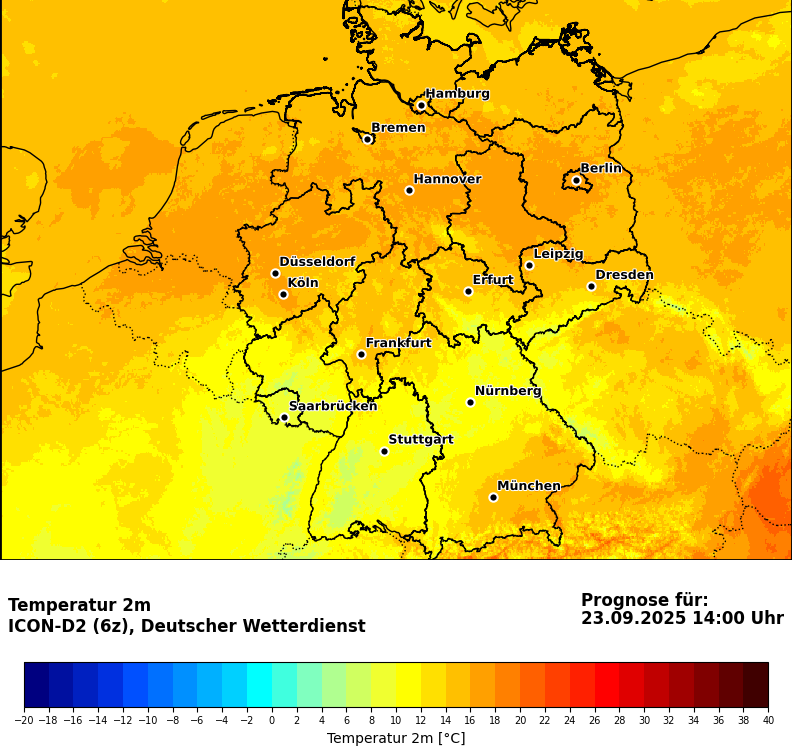 Hamburg
Bremen
Berlin
Hannover
Leipzig
Düsseldorf
Dresden
Köln
Erfurt
Frankfurt
Nürnberg
Saarbrücken
Stuttgart
München
Temperatur 2m
ICON-D2 (6z), Deutscher Wetterdienst
Prognose für:
23.09.2025 14:00 Uhr
−20 −18 −16 −14 −12 −10 −8 −6 −4 −2 0 2 4 6 8 10 12 14 16 18 20 22 24 26 28 30 32 34 36 38 40
Temperatur 2m [°C]